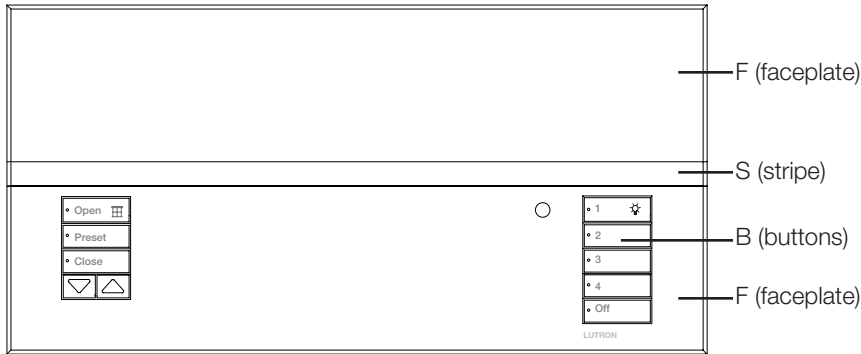 F (faceplate)
S (stripe)
Open
Preset
Close
1
2
3
4
Off
LUTRON
B (buttons)
F (faceplate)